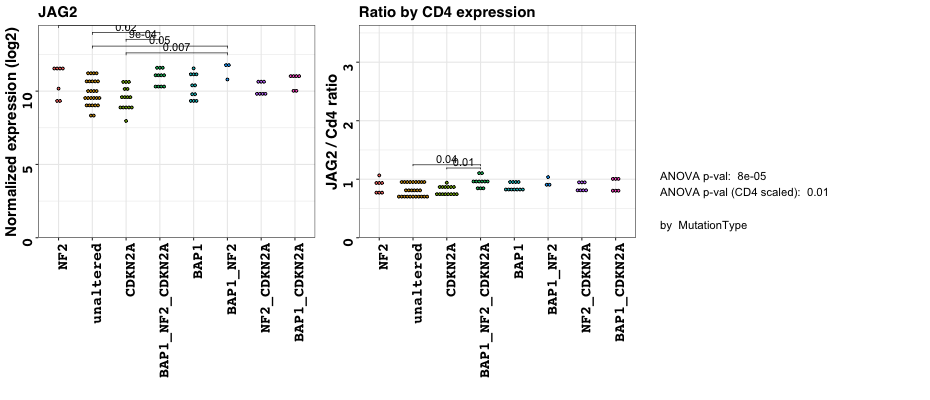 JAG2
Normalized expression (log2)
0
5
10
0.02
9e-04
0.05
0.007
NF2
unaltered
CDKN2A
BAP1_NF2_CDKN2A
BAP1
BAP1_NF2
NF2_CDKN2A
BAP1_CDKN2A
Ratio by CD4 expression
JAG2 / Cd4 ratio
0
1
2
3
0.04
0.01
NF2
unaltered
CDKN2A
BAP1_NF2_CDKN2A
BAP1
BAP1_NF2
NF2_CDKN2A
BAP1_CDKN2A
ANOVA p-val: 8e-05
ANOVA p-val (CD4 scaled): 0.01
by MutationType